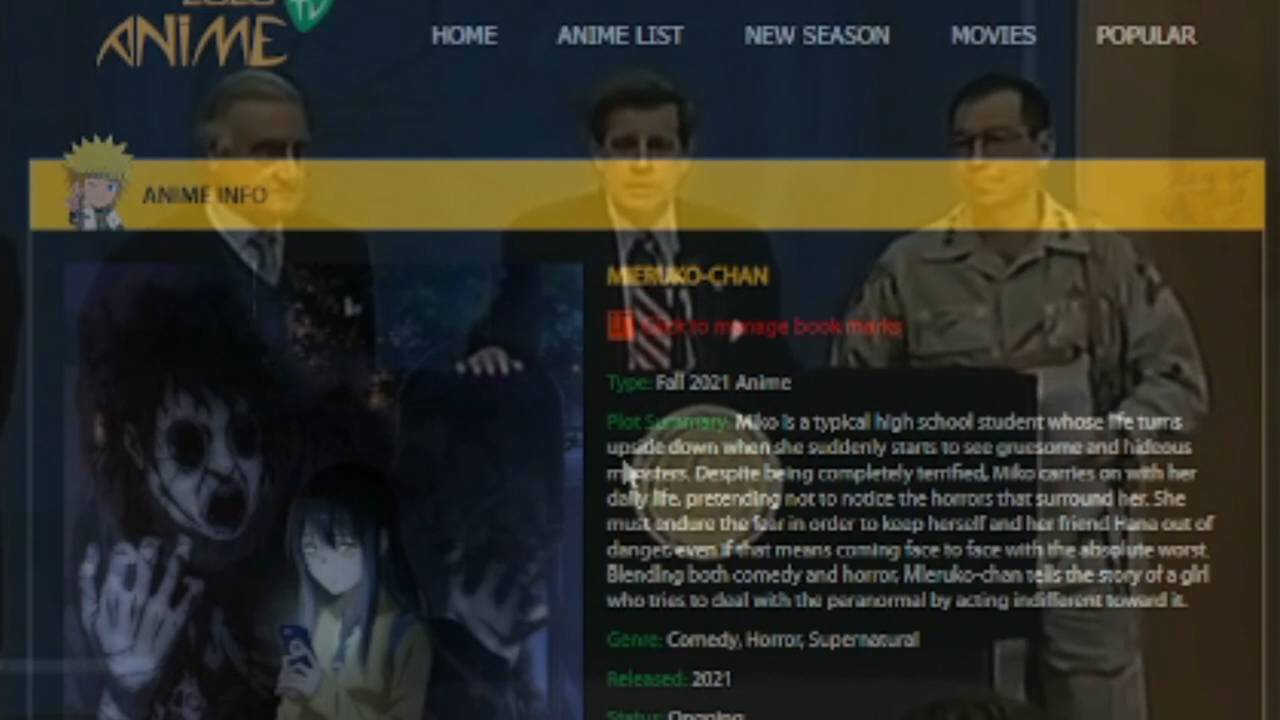 ANIME TV
HOME ANIME LIST NEW SEASON MOVIES POPULAR
ANIME INFO
MIERUKO-CHAN
Click to manage book marks
Type: Fall 2021 Anime
Plot Summary: Miko is a typical high school student whose life turns
upside down when she suddenly starts to see gruesome and hideous
monsters. Despite being completely terrified, Miko carries on with her
daily life, pretending not to notice the horrors that surround her. She
must endure the fear in order to keep herself and her friend Hana out of
danger, even if that means coming face to face with the absolute worst.
Blending both comedy and horror, Mieruko-chan tells the story of a girl
who tries to deal with the paranormal by acting indifferent toward it.
Genre: Comedy, Horror, Supernatural
Released: 2021
Status: Ongoing